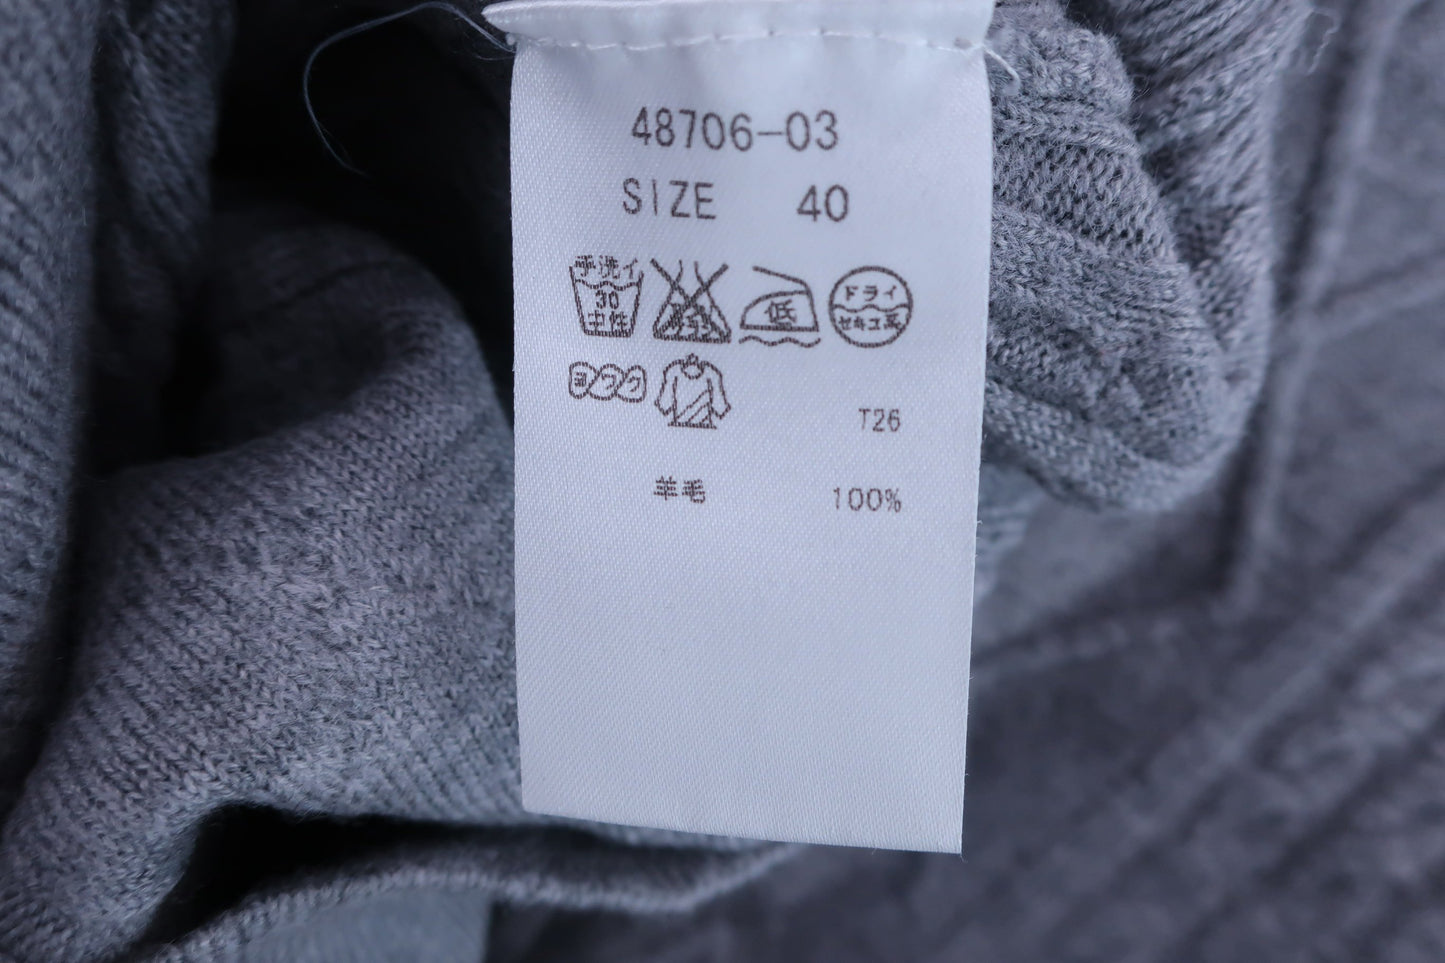 48706-03
SIZE 40
手洗イ 30 中性 低 ドライ セキユ系
ヨワク
T26
羊毛 100%